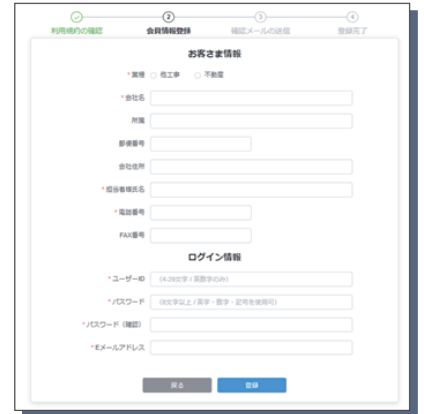 ✓ 2 3 4
利用規約の確認 会員情報登録 確認メールの送信 登録完了
お客さま情報
*業種 他工事 不動産
*会社名
所属
郵便番号
会社住所
*担当者様氏名
*電話番号
FAX番号
ログイン情報
*ユーザーID (4-20文字 / 英数字のみ)
*パスワード (8文字以上 / 英字・数字・記号を使用可)
*パスワード（確認）
*Eメールアドレス
戻る 登録